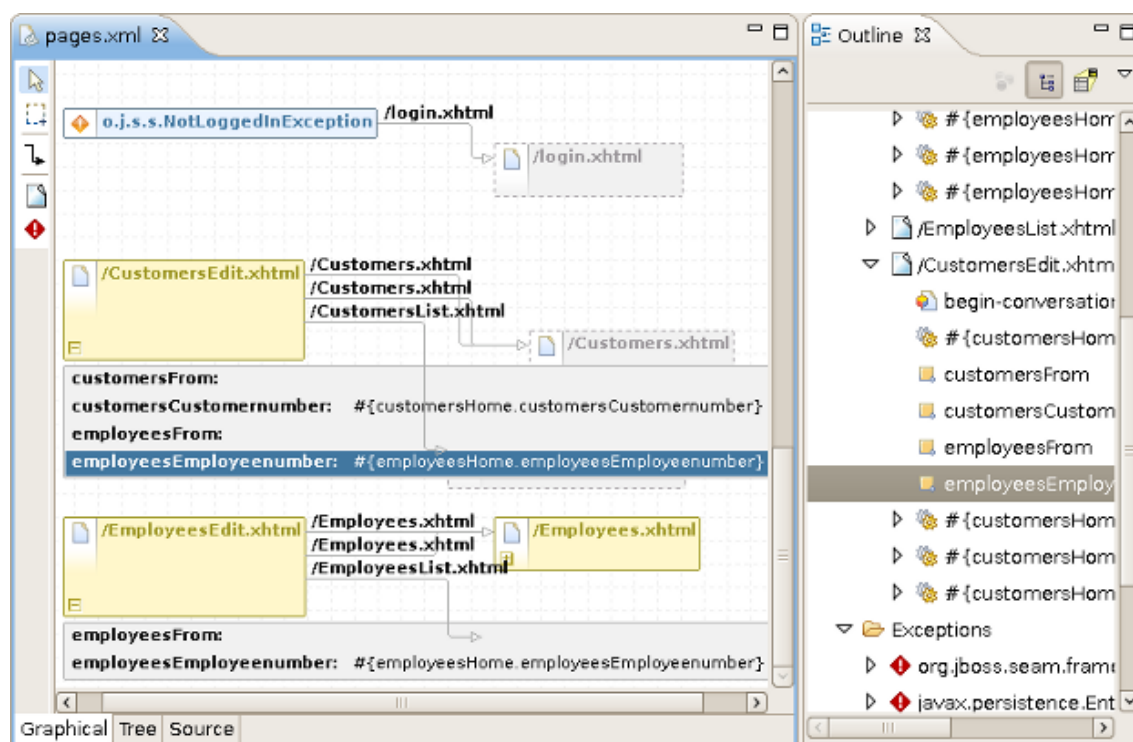 pages.xml
o.j.s.s.NotLoggedInException
/login.xhtml
/login.xhtml
/CustomersEdit.xhtml
/Customers.xhtml
/Customers.xhtml
/CustomersList.xhtml
/Customers.xhtml
customersFrom:
customersCustomernumber: #{customersHome.customersCustomernumber}
employeesFrom:
employeesEmployeenumber: #{employeesHome.employeesEmployeenumber}
/EmployeesEdit.xhtml
/Employees.xhtml
/Employees.xhtml
/EmployeesList.xhtml
/Employees.xhtml
employeesFrom:
employeesEmployeenumber: #{employeesHome.employeesEmployeenumber}
Graphical Tree Source
Outline
#{employeesHom
#{employeesHom
#{employeesHom
/EmployeesList.xhtml
/CustomersEdit.xhtm
begin-conversation
#{customersHom
customersFrom
customersCustom
employeesFrom
employeesEmploy
#{customersHom
#{customersHom
#{customersHom
Exceptions
org.jboss.seam.frame
javax.persistence.Ent